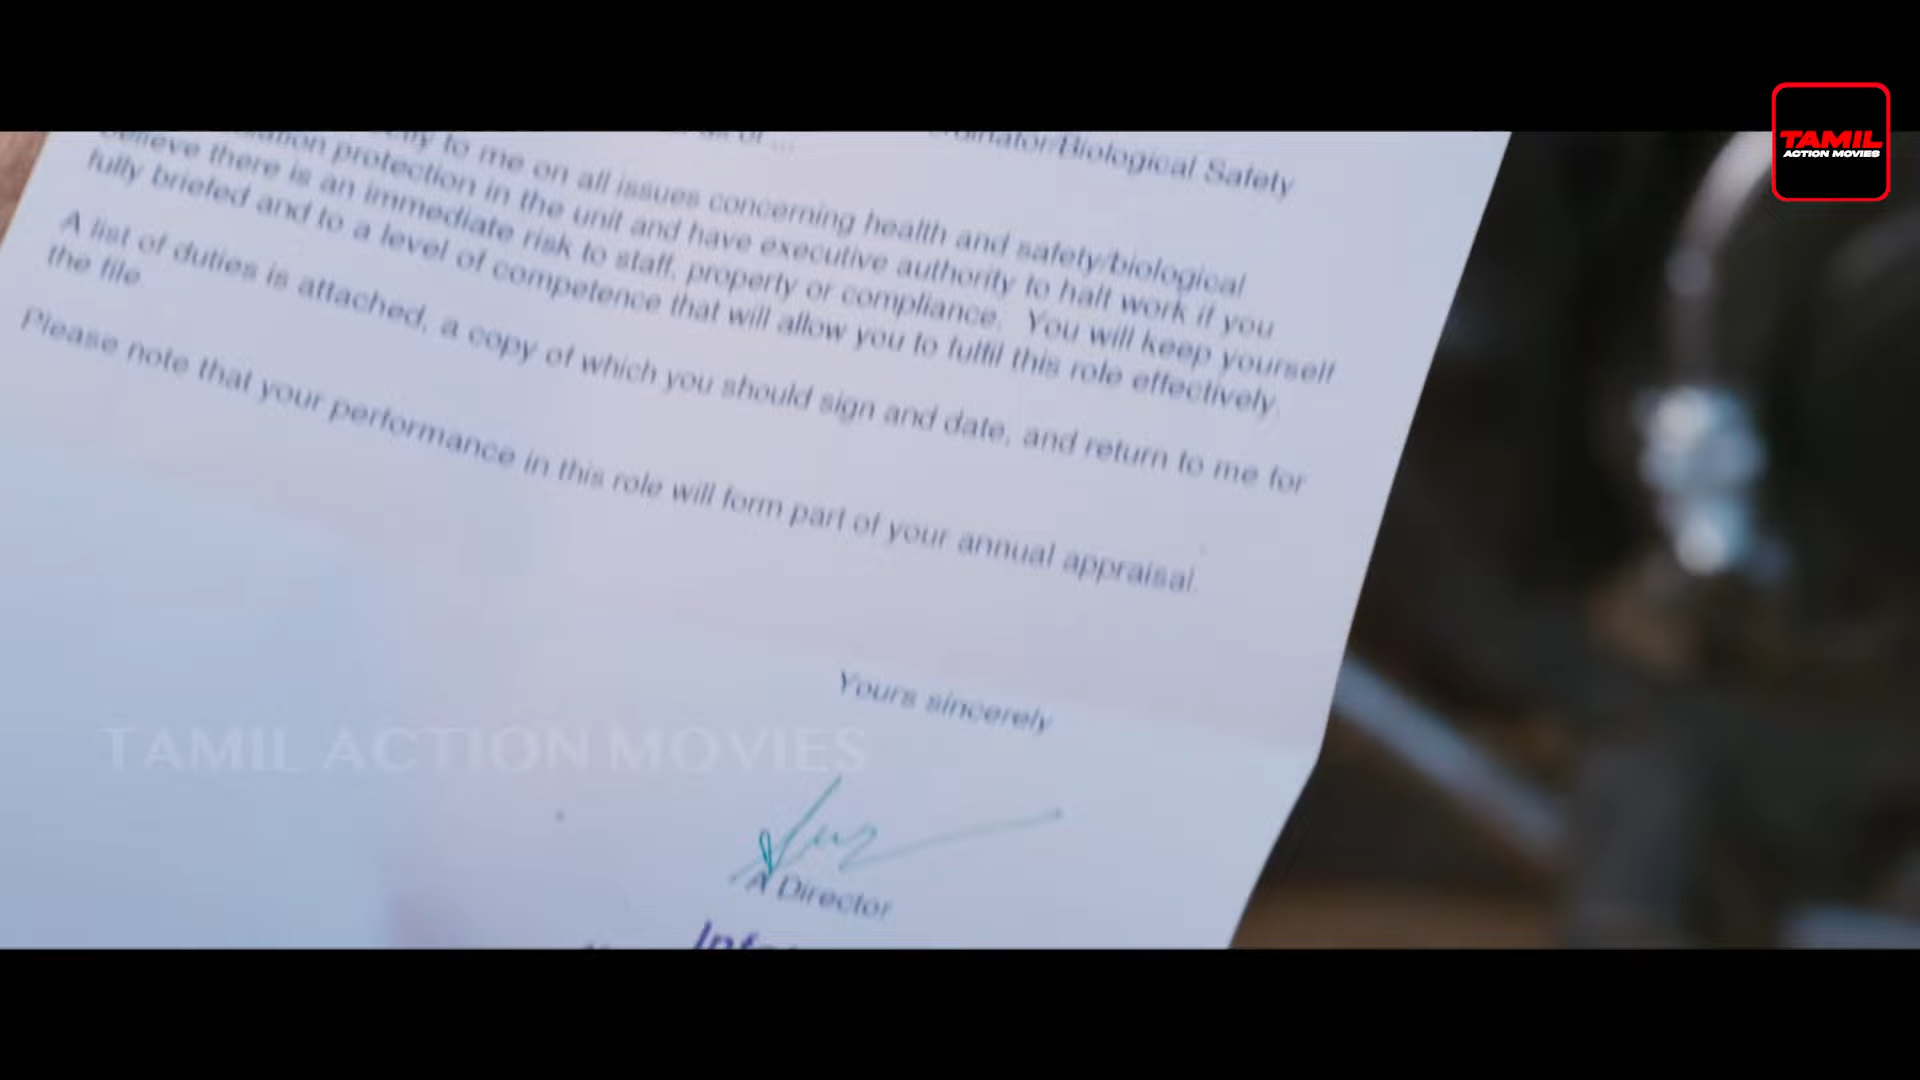 TAMIL
ACTION MOVIES
ordinator/Biological Safety
to me on all issues concerning health and safety/biological
protection in the unit and have executive authority to halt work if you
believe there is an immediate risk to staff, property or compliance. You will keep yourself
fully briefed and to a level of competence that will allow you to fulfil this role effectively.
A list of duties is attached, a copy of which you should sign and date, and return to me for
the file.
Please note that your performance in this role will form part of your annual appraisal.
Yours sincerely
TAMIL ACTION MOVIES
A Director